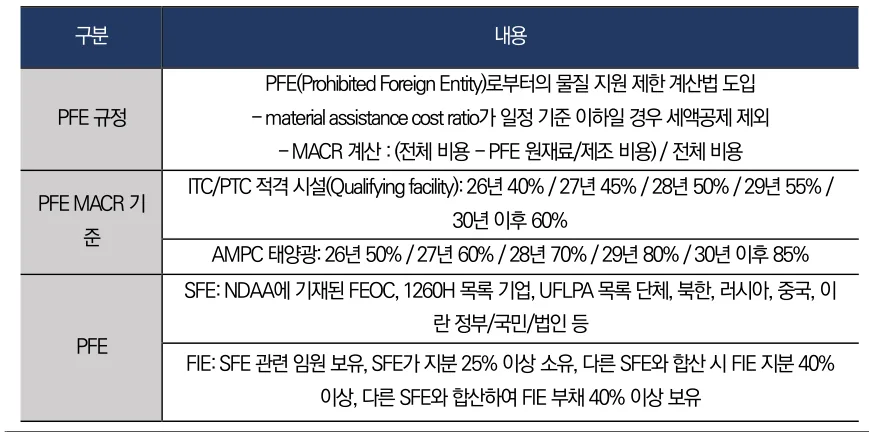 구분
내용
PFE 규정
PFE(Prohibited Foreign Entity)로부터의 물질 지원 제한 계산법 도입
– material assistance cost ratio가 일정 기준 이하일 경우 세액공제 제외
– MACR 계산 : (전체 비용 – PFE 원재료/제조 비용) / 전체 비용
PFE MACR 기
준
ITC/PTC 적격 시설(Qualifying facility): 26년 40% / 27년 45% / 28년 50% / 29년 55% /
30년 이후 60%
AMPC 태양광: 26년 50% / 27년 60% / 28년 70% / 29년 80% / 30년 이후 85%
PFE
SFE: NDAA에 기재된 FEOC, 1260H 목록 기업, UFLPA 목록 단체, 북한, 러시아, 중국, 이
란 정부/국민/법인 등
FIE: SFE 관련 임원 보유, SFE가 지분 25% 이상 소유, 다른 SFE와 합산 시 FIE 지분 40%
이상, 다른 SFE와 합산하여 FIE 부채 40% 이상 보유